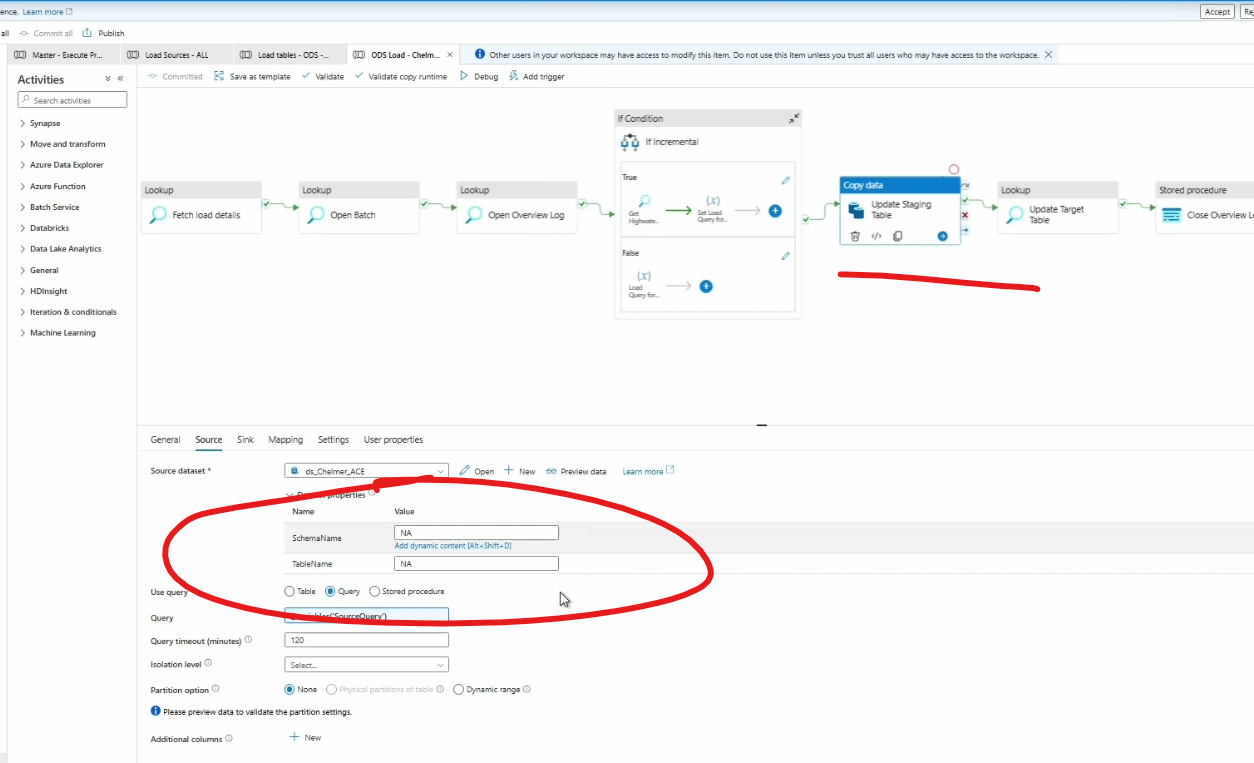 ence. Learn more
Accept
all Commit all Publish
Master - Execute Pr...
Load Sources - ALL
Load tables - ODS -...
ODS Load - Chelm...
Other users in your workspace may have access to modify this item. Do not use this item unless you trust all users who may have access to the workspace.
Activities
Committed Save as template Validate Validate copy runtime Debug Add trigger
Search activities
Synapse
Move and transform
Azure Data Explorer
Azure Function
Batch Service
Databricks
Data Lake Analytics
General
HDInsight
Iteration & conditionals
Machine Learning
Lookup
Fetch load details
Lookup
Open Batch
Lookup
Open Overview Log
If Condition
If Incremental
True
Get
Highwate...
(x)
Set Load
Query for...
False
(x)
Load
Query for...
Copy data
Update Staging
Table
Lookup
Update Target
Table
Stored procedure
Close Overview
General Source Sink Mapping Settings User properties
Source dataset * ds_Chelmer_ACE Open New Preview data Learn more
properties
Name Value
SchemaName NA
Add dynamic content [Alt+Shift+D]
TableName NA
Use query Table Query Stored procedure
Query
Query timeout (minutes) 120
Isolation level Select...
Partition option None Physical partitions of table Dynamic range
Please preview data to validate the partition settings.
Additional columns New